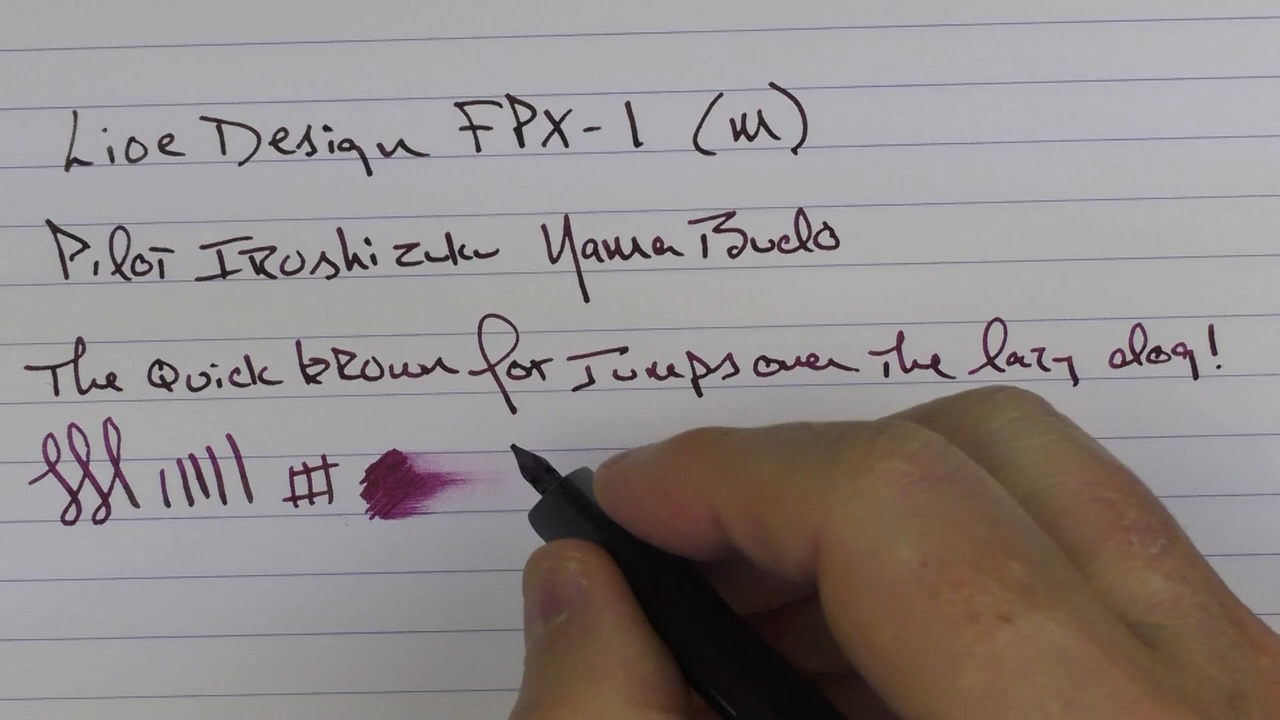 Lioe Design FPX-1 (m)
Pilot Iroshizuku Yama Budo
The Quick brown fox Jumps over the lazy dog!